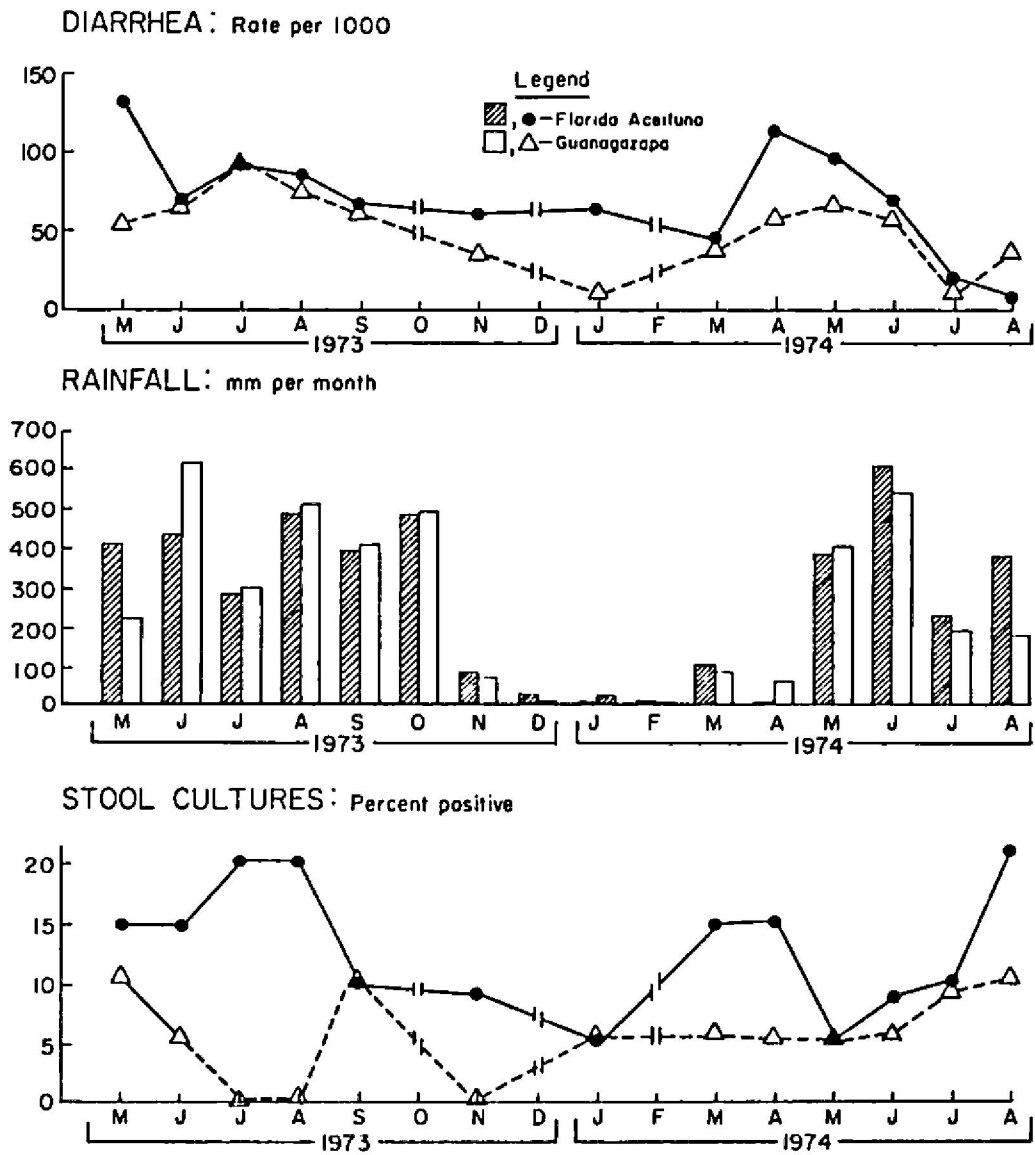 DIARRHEA: Rate per 1000
150
100
50
0
Legend
, ●-Florida Aceituno
, △-Guanagazapa
M J J A S O N D J F M A M J J A
1973 1974
RAINFALL: mm per month
700
600
500
400
300
200
100
0
M J J A S O N D J F M A M J J A
1973 1974
STOOL CULTURES: Percent positive
20
15
10
5
0
M J J A S O N D J F M A M J J A
1973 1974